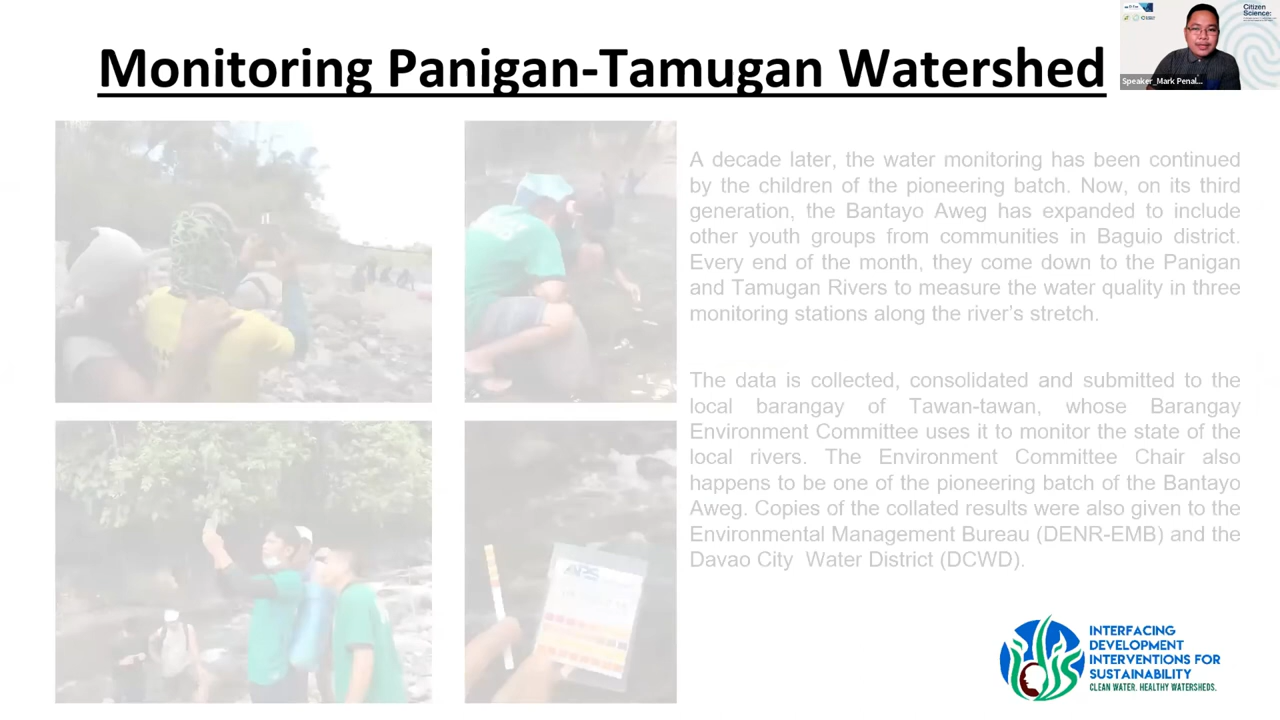 Monitoring Panigan-Tamugan Watershed
Citizen
Science:
Speaker_Mark Penal...
A decade later, the water monitoring has been continued
by the children of the pioneering batch. Now, on its third
generation, the Bantayo Aweg has expanded to include
other youth groups from communities in Baguio district.
Every end of the month, they come down to the Panigan
and Tamugan Rivers to measure the water quality in three
monitoring stations along the river's stretch.
The data is collected, consolidated and submitted to the
local barangay of Tawan-tawan, whose Barangay
Environment Committee uses it to monitor the state of the
local rivers. The Environment Committee Chair also
happens to be one of the pioneering batch of the Bantayo
Aweg. Copies of the collated results were also given to the
Environmental Management Bureau (DENR-EMB) and the
Davao City Water District (DCWD).
INTERFACING
DEVELOPMENT
INTERVENTIONS FOR
SUSTAINABILITY
CLEAN WATER. HEALTHY WATERSHEDS.